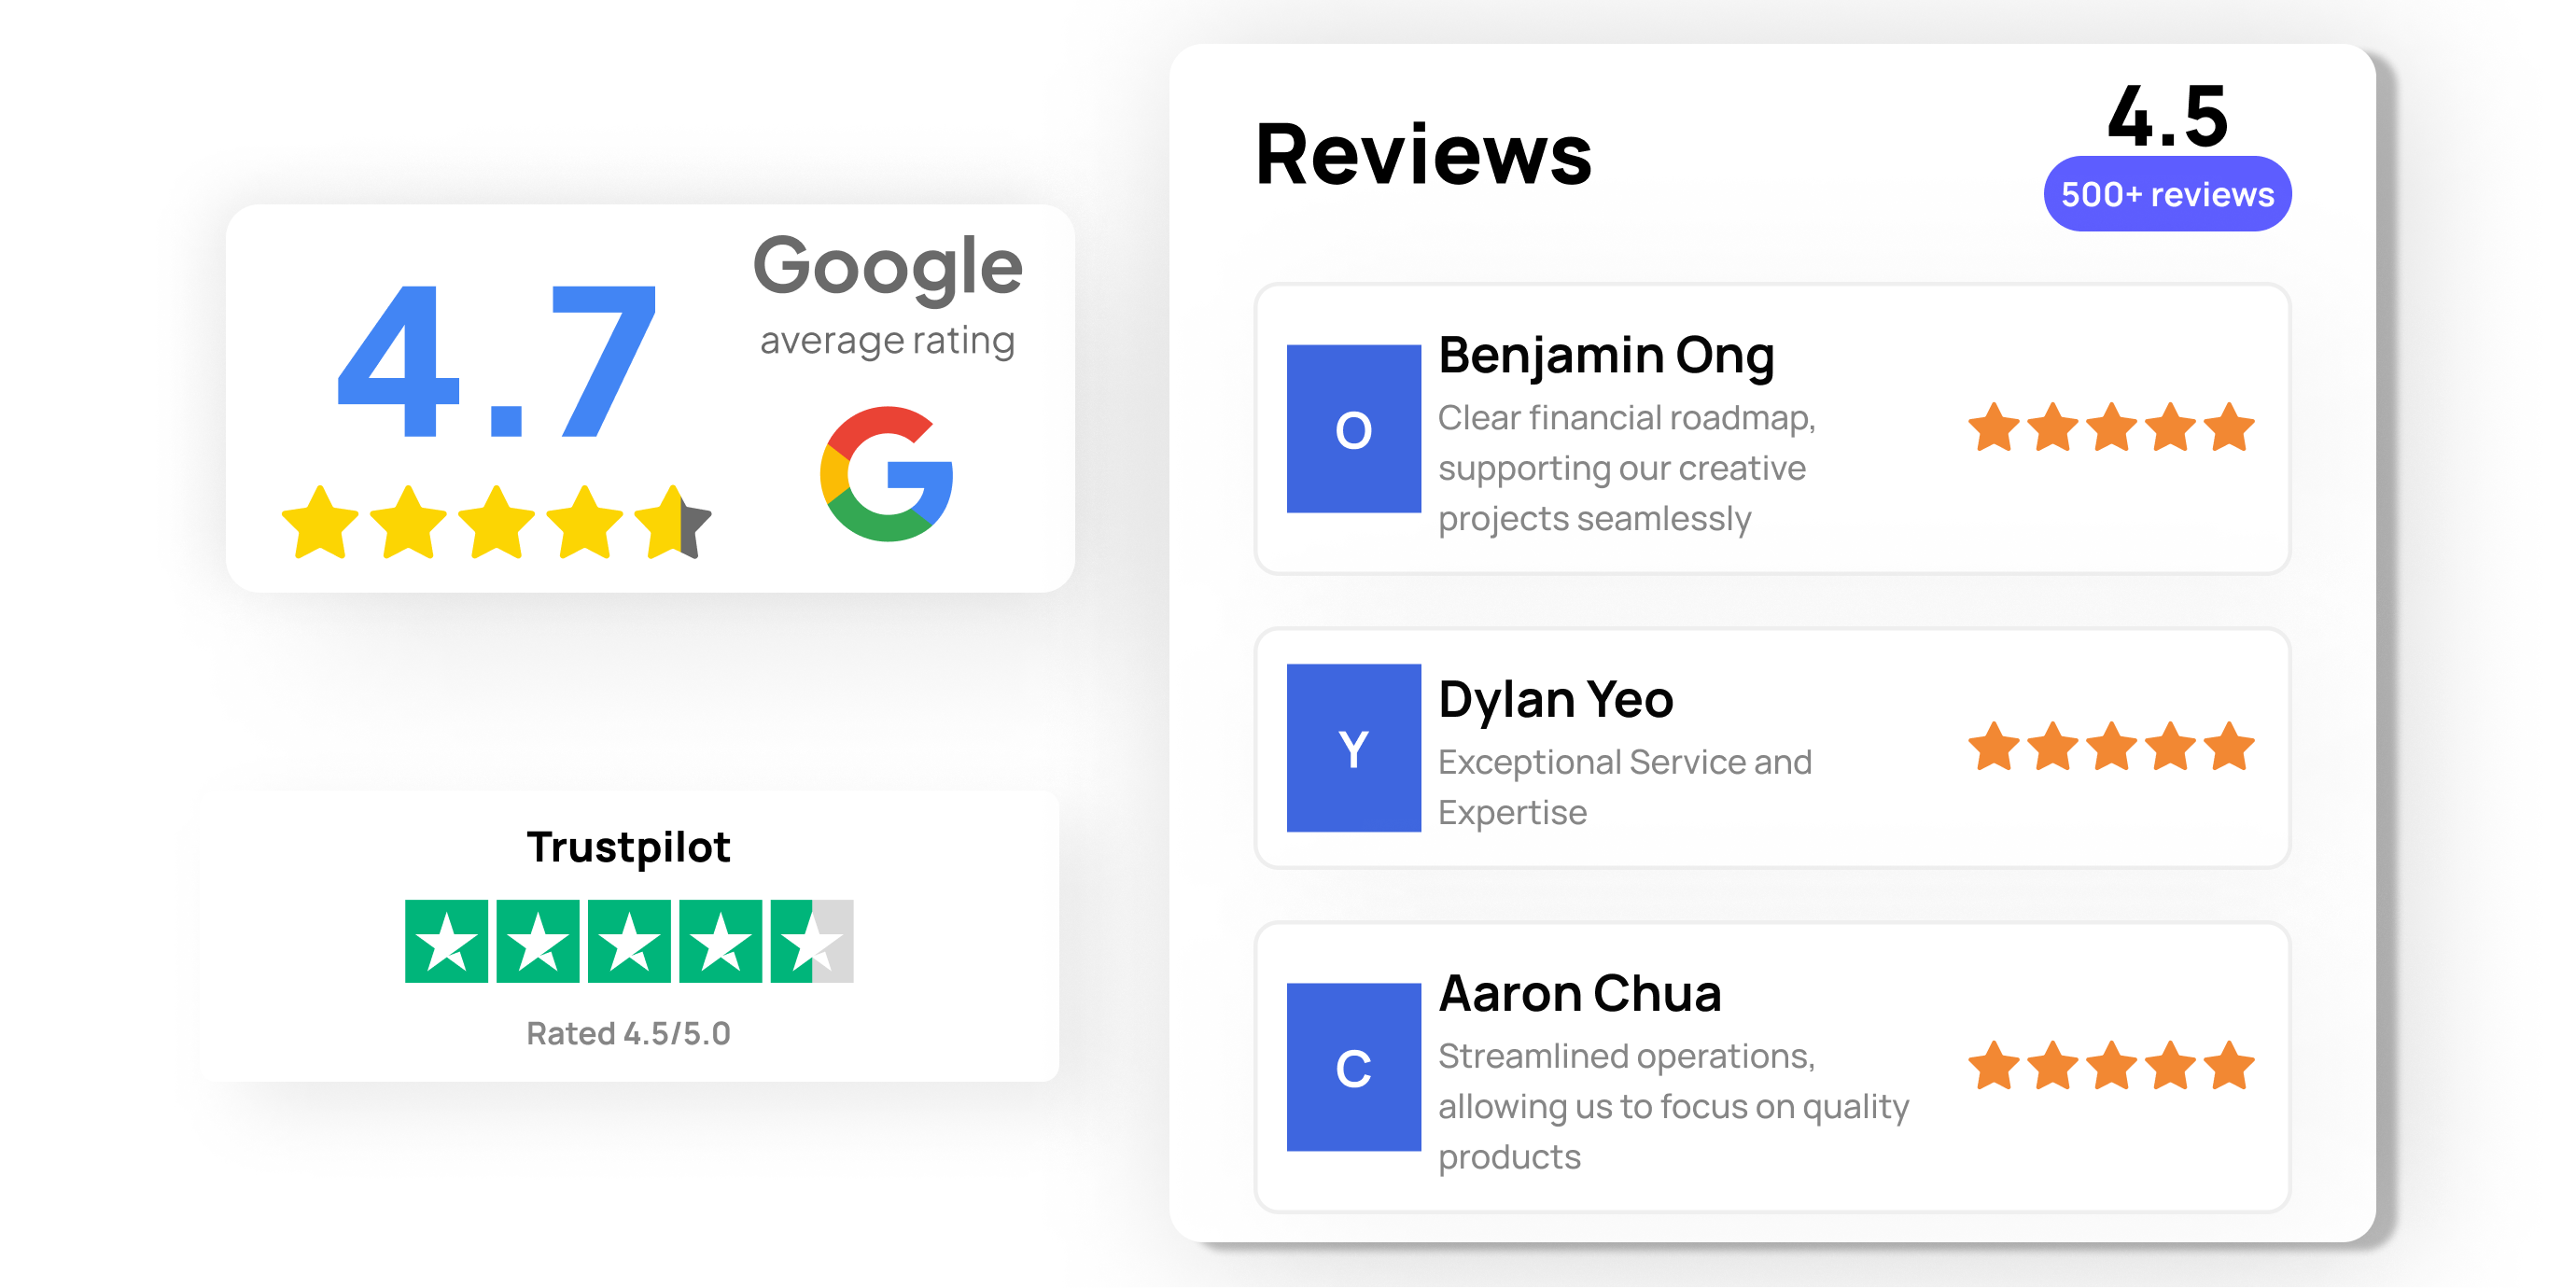 4.7
Google
average rating
Trustpilot
Rated 4.5/5.0
Reviews
4.5
500+ reviews
O
Benjamin Ong
Clear financial roadmap,
supporting our creative
projects seamlessly
Y
Dylan Yeo
Exceptional Service and
Expertise
C
Aaron Chua
Streamlined operations,
allowing us to focus on quality
products